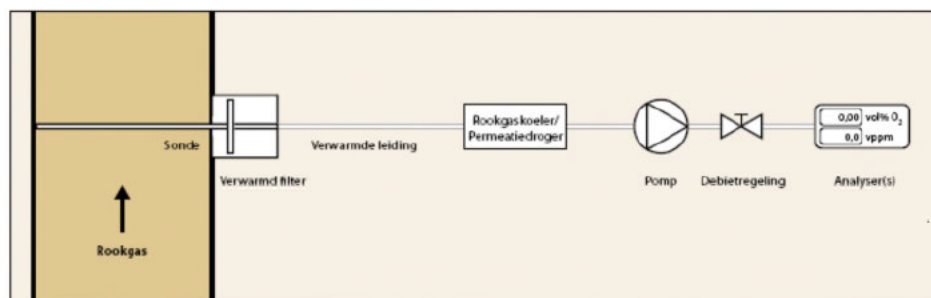 Rookgaskoeler/
Permeatiedroger
0,00 vol% O2
0,0 vppm
Sonde
Verwarmde leiding
Verwarmd filter
Pomp
Debietregeling
Analyser(s)
Rookgas